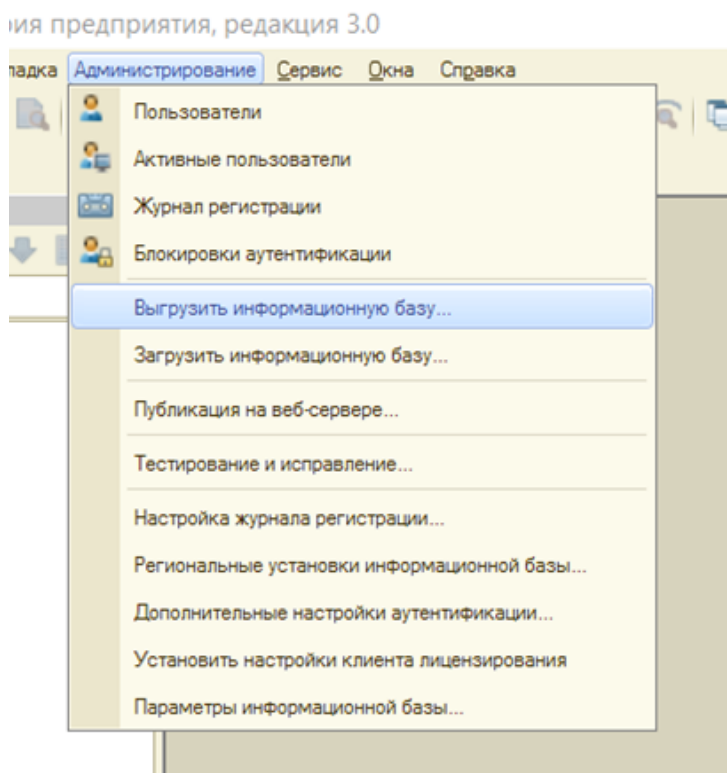 рия предприятия, редакция 3.0
ладка Администрирование Сервис Окна Справка
Пользователи
Активные пользователи
Журнал регистрации
Блокировки аутентификации
Выгрузить информационную базу...
Загрузить информационную базу...
Публикация на веб-сервере...
Тестирование и исправление...
Настройка журнала регистрации...
Региональные установки информационной базы...
Дополнительные настройки аутентификации...
Установить настройки клиента лицензирования
Параметры информационной базы...